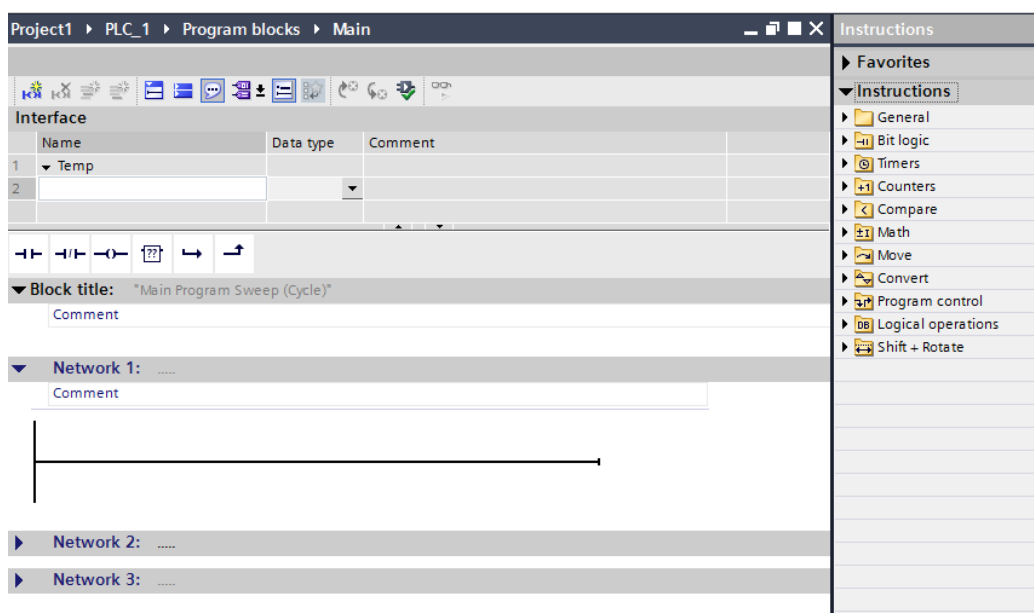 Project1 ▸ PLC_1 ▸ Program blocks ▸ Main
Interface
Name Data type Comment
1 Temp
2
Block title: "Main Program Sweep (Cycle)"
Comment
Network 1: .....
Comment
Network 2: .....
Network 3: .....
Instructions
Favorites
Instructions
General
Bit logic
Timers
Counters
Compare
Math
Move
Convert
Program control
Logical operations
Shift + Rotate